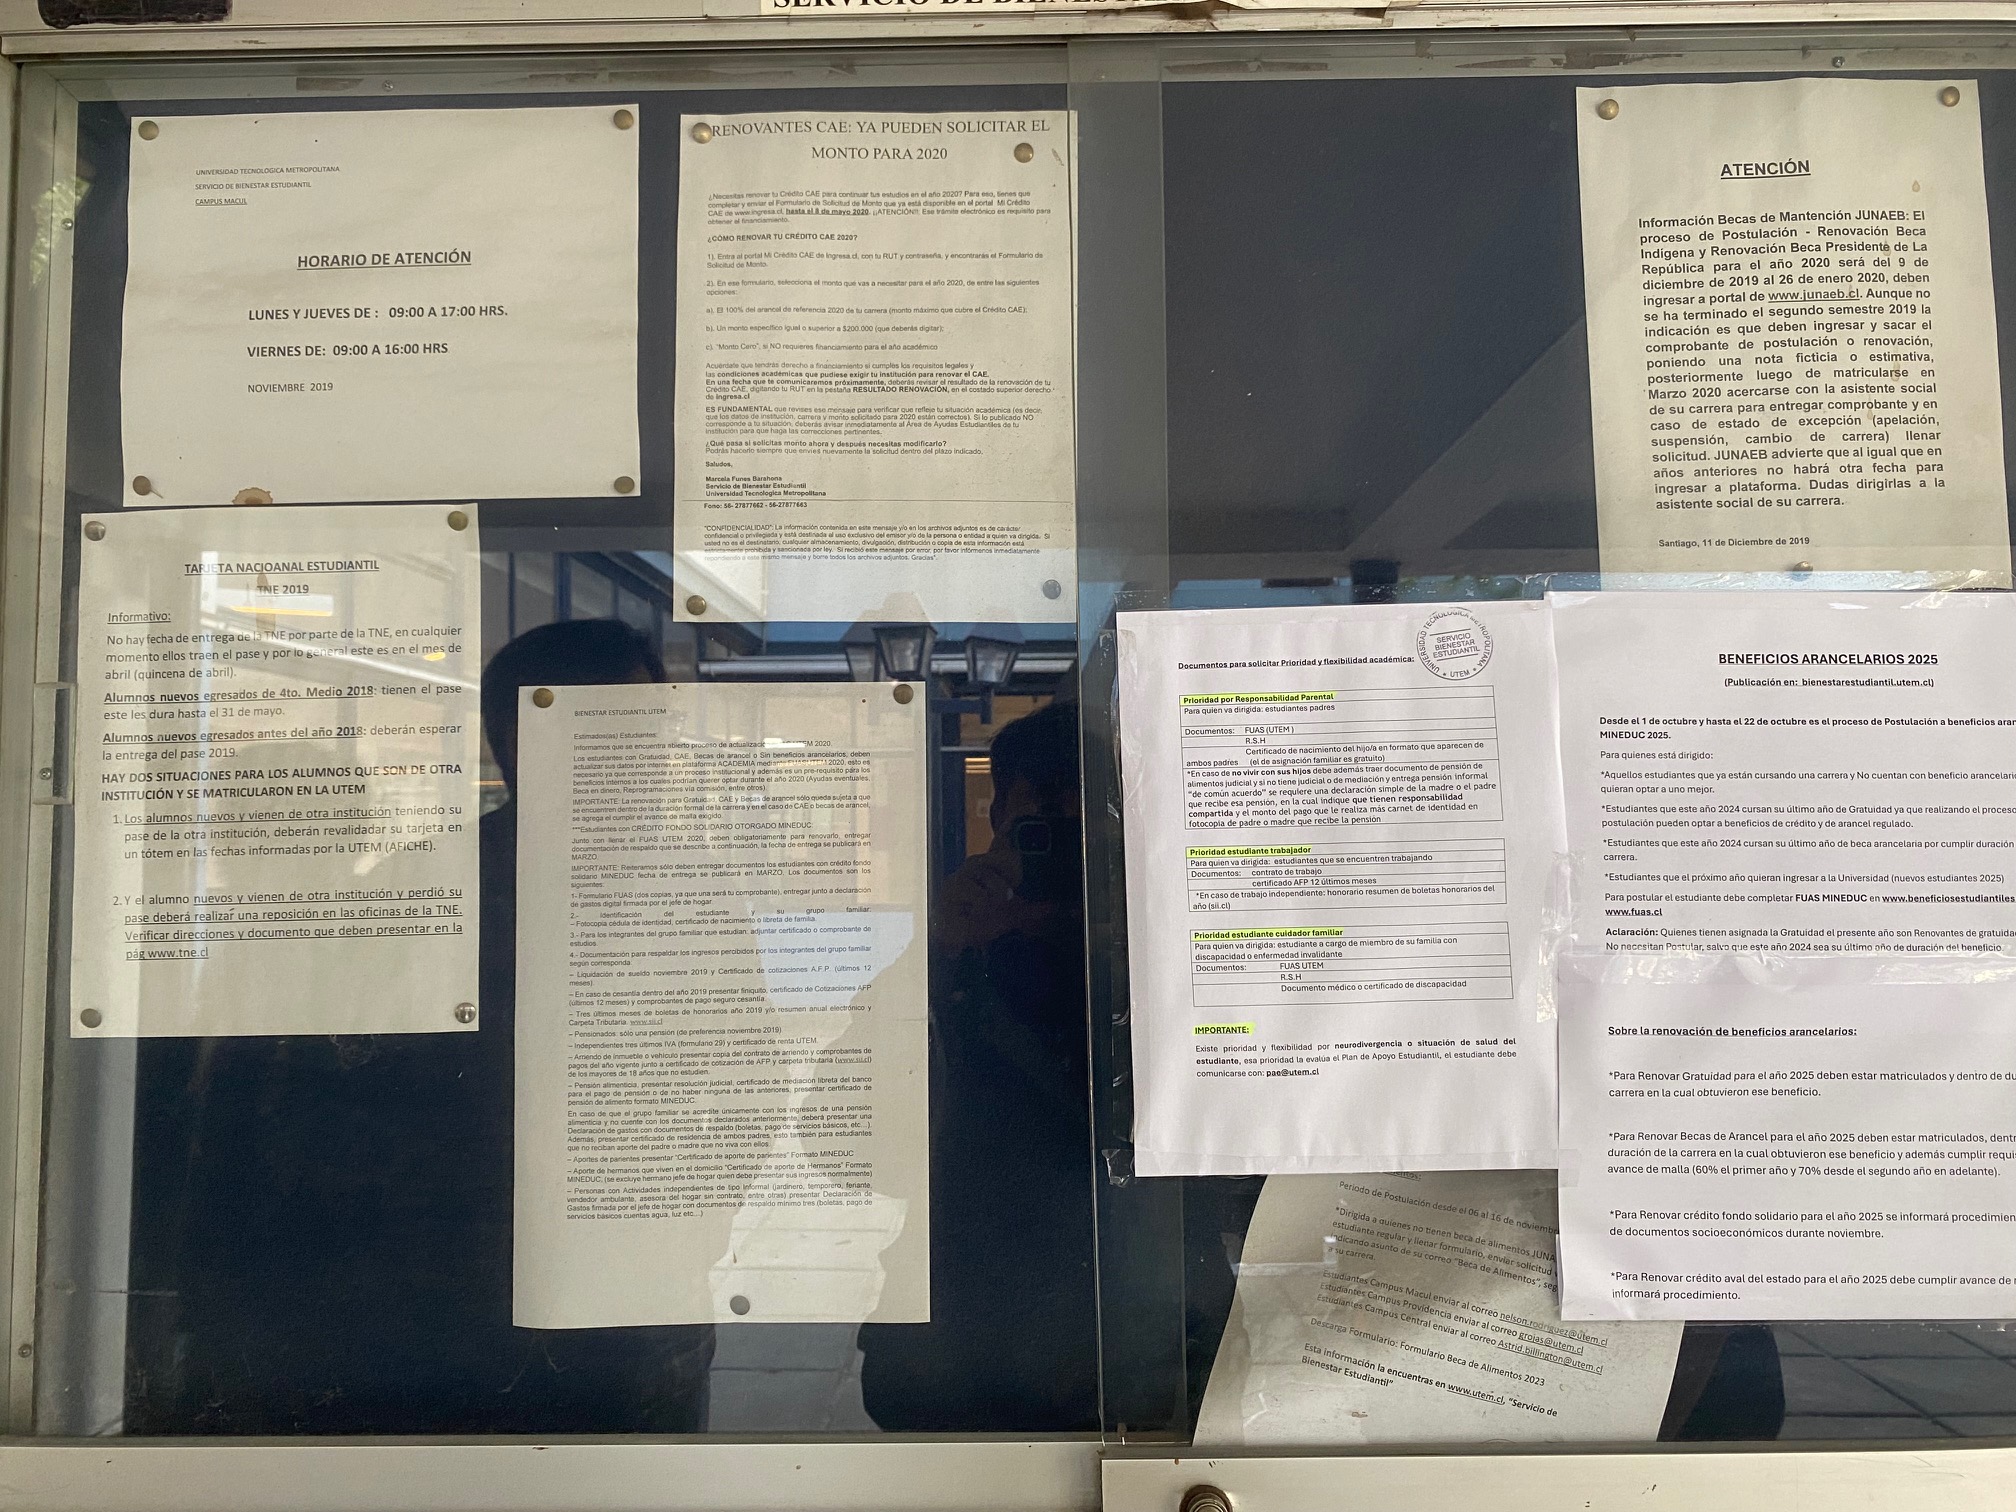 SERVICIO DE
UNIVERSIDAD TECNOLOGICA METROPOLITANA
SERVICIO DE BIENESTAR ESTUDIANTIL
CAMPUS MACUL
HORARIO DE ATENCIÓN
LUNES Y JUEVES DE : 09:00 A 17:00 HRS.
VIERNES DE: 09:00 A 16:00 HRS
NOVIEMBRE 2019
TARJETA NACIOANAL ESTUDIANTIL
TNE 2019
Informativo:
No hay fecha de entrega de la TNE por parte de la TNE, en cualquier
momento ellos traen el pase y por lo general este es en el mes de
abril (quincena de abril).
Alumnos nuevos egresados de 4to. Medio 2018: tienen el pase
este les dura hasta el 31 de mayo.
Alumnos nuevos egresados antes del año 2018: deberán esperar
la entrega del pase 2019.
HAY DOS SITUACIONES PARA LOS ALUMNOS QUE SON DE OTRA
INSTITUCIÓN Y SE MATRICULARON EN LA UTEM
1. Los alumnos nuevos y vienen de otra institución teniendo su
pase de la otra institución, deberán revalidadar su tarjeta en
un tótem en las fechas informadas por la UTEM (AFICHE).
2. Y el alumno nuevos y vienen de otra institución y perdió su
pase deberá realizar una reposición en las oficinas de la TNE.
Verificar direcciones y documento que deben presentar en la
pág www.tne.cl
RENOVANTES CAE: YA PUEDEN SOLICITAR EL
MONTO PARA 2020
¿Necesitas renovar tu Crédito CAE para continuar tus estudios en el año 2020? Para eso, tienes que
completar y enviar el Formulario de Solicitud de Monto que ya está disponible en el portal Mi Crédito
CAE de www.ingresa.cl, hasta el 8 de mayo 2020. ¡¡ATENCIÓN!!: Ese trámite electrónico es requisito para
obtener el financiamiento.
¿CÓMO RENOVAR TU CRÉDITO CAE 2020?
1). Entra al portal Mi Crédito CAE de Ingresa.cl, con tu RUT y contraseña, y encontrarás el Formulario de
Solicitud de Monto.
2). En ese formulario, selecciona el monto que vas a necesitar para el año 2020, de entre las siguientes
opciones:
a). El 100% del arancel de referencia 2020 de tu carrera (monto máximo que cubre el Crédito CAE);
b). Un monto específico igual o superior a $200.000 (que deberás digitar);
c). "Monto Cero", si NO requieres financiamiento para el año académico
Acuérdate que tendrás derecho a financiamiento si cumples los requisitos legales y
las condiciones académicas que pudiese exigir tu institución para renovar el CAE.
En una fecha que te comunicaremos próximamente, deberás revisar el resultado de la renovación de tu
Crédito CAE, digitando tu RUT en la pestaña RESULTADO RENOVACIÓN, en el costado superior derecho
de ingresa.cl
ES FUNDAMENTAL que revises ese mensaje para verificar que refleje tu situación académica (es decir,
que los datos de institución, carrera y monto solicitado para 2020 están correctos). Si lo publicado NO
corresponde a tu situación, deberás avisar inmediatamente al Área de Ayudas Estudiantiles de tu
institución para que haga las correcciones pertinentes.
¿Qué pasa si solicitas monto ahora y después necesitas modificarlo?
Podrás hacerlo siempre que envíes nuevamente la solicitud dentro del plazo indicado.
Saludos,
Marcela Funes Barahona
Servicio de Bienestar Estudiantil
Universidad Tecnologica Metropolitana
Fono: 56- 27877662 - 56-27877663
"CONFIDENCIALIDAD": La información contenida en este mensaje y/o en los archivos adjuntos es de carácter
confidencial o privilegiada y está destinada al uso exclusivo del emisor y/o de la persona o entidad a quien va dirigida. Si
usted no es el destinatario, cualquier almacenamiento, divulgación, distribución o copia de esta información está
estrictamente prohibida y sancionada por ley. Si recibió este mensaje por error, por favor infórmenos inmediatamente
respondiendo a este mismo mensaje y borre todos los archivos adjuntos. Gracias".
BIENESTAR ESTUDIANTIL UTEM
Estimados(as) Estudiantes:
Informamos que se encuentra abierto proceso de 2020.
Los estudiantes con Gratuidad, CAE, Becas de arancel o Sin beneficios arancelarios, deben
actualizar sus datos por internet en plataforma ACADEMIA 2020, esto es
necesario ya que corresponde a un proceso institucional y además es un pre-requisito para los
beneficios internos a los cuales podrían querer optar durante el año 2020 (Ayudas eventuales,
Beca en dinero, Reprogramaciones vía comisión, entre otros).
IMPORTANTE: La renovación para Gratuidad, CAE y Becas de arancel sólo queda sujeta a que
se encuentren dentro de la duración formal de la carrera y en el caso de CAE o becas de arancel,
se agrega el cumplir el avance de malla exigido.
***Estudiantes con CRÉDITO FONDO SOLIDARIO OTORGADO MINEDUC:
Junto con llenar el FUAS UTEM 2020, deben obligatoriamente para renovarlo, entregar
documentación de respaldo que se describe a continuación, la fecha de entrega se publicará en
MARZO.
IMPORTANTE: Reiteramos sólo deben entregar documentos los estudiantes con crédito fondo
solidario MINEDUC fecha de entrega se publicará en MARZO. Los documentos son los
siguientes:
1- Formulario FUAS (dos copias, ya que una será tu comprobante), entregar junto a declaración
de gastos digital firmada por el jefe de hogar.
2.- Identificación del estudiante y su grupo familiar:
– Fotocopia cédula de identidad, certificado de nacimiento o libreta de familia.
3.- Para los integrantes del grupo familiar que estudian: adjuntar certificado o comprobante de
estudios.
4.- Documentación para respaldar los ingresos percibidos por los integrantes del grupo familiar
según corresponda:
– Liquidación de sueldo noviembre 2019 y Certificado de cotizaciones A.F.P. (últimos 12
meses).
– En caso de cesantía dentro del año 2019 presentar finiquito, certificado de Cotizaciones AFP
(últimos 12 meses) y comprobantes de pago seguro cesantía.
– Tres últimos meses de boletas de honorarios año 2019 y/o resumen anual electrónico y
Carpeta Tributaria. www.sii.cl
– Pensionados: sólo una pensión (de preferencia noviembre 2019).
– Independientes tres últimos IVA (formulario 29) y certificado de renta UTEM.
– Arriendo de inmueble o vehículo presentar copia del contrato de arriendo y comprobantes de
pagos del año vigente junto a certificado de cotización de AFP y carpeta tributaria (www.sii.cl)
de los mayores de 18 años que no estudien.
– Pensión alimenticia, presentar resolución judicial, certificado de mediación libreta del banco
para el pago de pensión o de no haber ninguna de las anteriores, presentar certificado de
pensión de alimento formato MINEDUC.
En caso de que el grupo familiar se acredite únicamente con los ingresos de una pensión
alimenticia y no cuente con los documentos declarados anteriormente, deberá presentar una
Declaración de gastos con documentos de respaldo (boletas, pago de servicios básicos, etc...).
Además, presentar certificado de residencia de ambos padres, esto también para estudiantes
que no reciban aporte del padre o madre que no viva con ellos.
– Aportes de parientes presentar "Certificado de aporte de parientes" Formato MINEDUC
– Aporte de hermanos que viven en el domicilio "Certificado de aporte de Hermanos" Formato
MINEDUC, (se excluye hermano jefe de hogar quien debe presentar sus ingresos normalmente)
– Personas con Actividades independientes de tipo Informal (jardinero, temporero, feriante,
vendedor ambulante, asesora del hogar sin contrato, entre otras) presentar Declaración de
Gastos firmada por el jefe de hogar con documentos de respaldo mínimo tres (boletas, pago de
servicios básicos cuentas agua, luz etc...)
ATENCIÓN
Información Becas de Mantención JUNAEB: El
proceso de Postulación - Renovación Beca
Indígena y Renovación Beca Presidente de La
República para el año 2020 será del 9 de
diciembre de 2019 al 26 de enero 2020, deben
ingresar a portal de www.junaeb.cl. Aunque no
se ha terminado el segundo semestre 2019 la
indicación es que deben ingresar y sacar el
comprobante de postulación o renovación,
poniendo una nota ficticia o estimativa,
posteriormente luego de matricularse en
Marzo 2020 acercarse con la asistente social
de su carrera para entregar comprobante y en
caso de estado de excepción (apelación,
suspensión, cambio de carrera) llenar
solicitud. JUNAEB advierte que al igual que en
años anteriores no habrá otra fecha para
ingresar a plataforma. Dudas dirigirlas a la
asistente social de su carrera.
Santiago, 11 de Diciembre de 2019
UNIVERSIDAD TECNOLOGICA METROPOLITANA
SERVICIO
BIENESTAR
ESTUDIANTIL
* UTEM *
Documentos para solicitar Prioridad y flexibilidad académica:
Prioridad por Responsabilidad Parental
Para quien va dirigida: estudiantes padres
Documentos: FUAS (UTEM )
R.S.H
Certificado de nacimiento del hijo/a en formato que aparecen de
ambos padres (el de asignación familiar es gratuito)
*En caso de no vivir con sus hijos debe además traer documento de pensión de
alimentos judicial y si no tiene judicial o de mediación y entrega pensión informal
"de común acuerdo" se requiere una declaración simple de la madre o el padre
que recibe esa pensión, en la cual indique que tienen responsabilidad
compartida y el monto del pago que le realiza más carnet de identidad en
fotocopia de padre o madre que recibe la pensión
Prioridad estudiante trabajador
Para quien va dirigida: estudiantes que se encuentren trabajando
Documentos: contrato de trabajo
certificado AFP 12 últimos meses
*En caso de trabajo independiente: honorario resumen de boletas honorarios del
año (sii.cl)
Prioridad estudiante cuidador familiar
Para quien va dirigida: estudiante a cargo de miembro de su familia con
discapacidad o enfermedad invalidante
Documentos: FUAS UTEM
R.S.H
Documento médico o certificado de discapacidad
IMPORTANTE:
Existe prioridad y flexibilidad por neurodivergencia o situación de salud del
estudiante, esa prioridad la evalúa el Plan de Apoyo Estudiantil, el estudiante debe
comunicarse con: pae@utem.cl
BENEFICIOS ARANCELARIOS 2025
(Publicación en: bienestarestudiantil.utem.cl)
Desde el 1 de octubre y hasta el 22 de octubre es el proceso de Postulación a beneficios
MINEDUC 2025.
Para quienes está dirigido:
*Aquellos estudiantes que ya están cursando una carrera y No cuentan con beneficio
quieran optar a uno mejor.
*Estudiantes que este año 2024 cursan su último año de Gratuidad ya que realizando el proceso
postulación pueden optar a beneficios de crédito y de arancel regulado.
*Estudiantes que este año 2024 cursan su último año de beca arancelaria por cumplir duración
carrera.
*Estudiantes que el próximo año quieran ingresar a la Universidad (nuevos estudiantes 2025)
Para postular el estudiante debe completar FUAS MINEDUC en www.beneficiosestudiantiles
www.fuas.cl
Aclaración: Quienes tienen asignada la Gratuidad el presente año son Renovantes de
No necesitan Postular, salvo que este año 2024 sea su último año de duración del beneficio.
Sobre la renovación de beneficios arancelarios:
*Para Renovar Gratuidad para el año 2025 deben estar matriculados y dentro de
carrera en la cual obtuvieron ese beneficio.
*Para Renovar Becas de Arancel para el año 2025 deben estar matriculados,
duración de la carrera en la cual obtuvieron ese beneficio y además cumplir
avance de malla (60% el primer año y 70% desde el segundo año en adelante).
*Para Renovar crédito fondo solidario para el año 2025 se informará
de documentos socioeconómicos durante noviembre.
*Para Renovar crédito aval del estado para el año 2025 debe cumplir avance de
informará procedimiento.
Periodo de Postulación desde el 06 al 16 de
*Dirigida a quienes no tienen beca de alimentos
estudiante regular y llenar formulario, enviar solicitud
indicando asunto de su correo "Beca de Alimentos",
a su carrera.
Estudiantes Campus Macul enviar al correo nelson.rodriguez@utem.cl
Estudiantes Campus Providencia enviar al correo grojas@utem.cl
Estudiantes Campus Central enviar al correo Astrid.billington@utem.cl
Descarga Formulario: Formulario Beca de Alimentos 2023
Esta información la encuentras en www.utem.cl, "Servicio de
Bienestar Estudiantil"